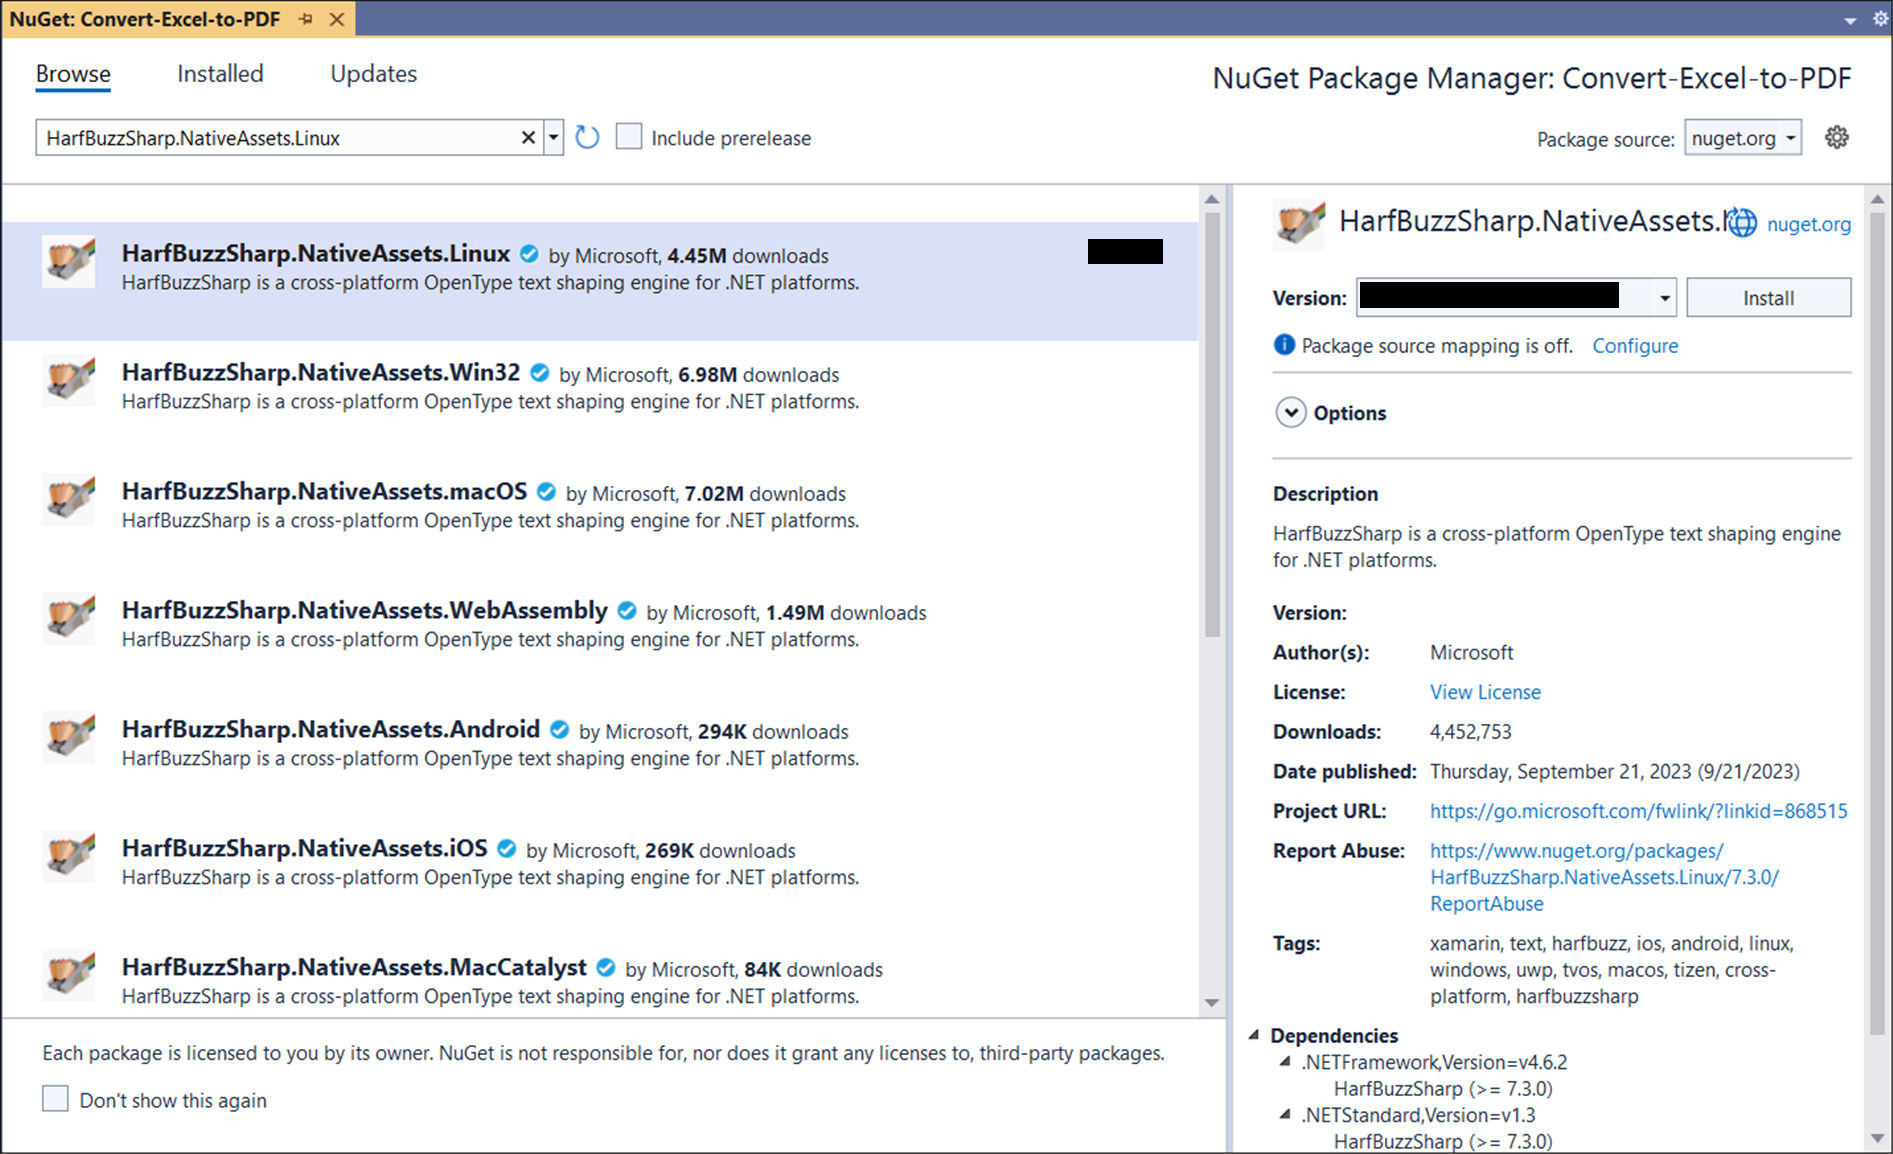 NuGet: Convert-Excel-to-PDF
Browse Installed Updates
NuGet Package Manager: Convert-Excel-to-PDF
HarfBuzzSharp.NativeAssets.Linux
Include prerelease
Package source: nuget.org
HarfBuzzSharp.NativeAssets.Linux by Microsoft, 4.45M downloads
HarfBuzzSharp is a cross-platform OpenType text shaping engine for .NET platforms.
HarfBuzzSharp.NativeAssets.Win32 by Microsoft, 6.98M downloads
HarfBuzzSharp is a cross-platform OpenType text shaping engine for .NET platforms.
HarfBuzzSharp.NativeAssets.macOS by Microsoft, 7.02M downloads
HarfBuzzSharp is a cross-platform OpenType text shaping engine for .NET platforms.
HarfBuzzSharp.NativeAssets.WebAssembly by Microsoft, 1.49M downloads
HarfBuzzSharp is a cross-platform OpenType text shaping engine for .NET platforms.
HarfBuzzSharp.NativeAssets.Android by Microsoft, 294K downloads
HarfBuzzSharp is a cross-platform OpenType text shaping engine for .NET platforms.
HarfBuzzSharp.NativeAssets.iOS by Microsoft, 269K downloads
HarfBuzzSharp is a cross-platform OpenType text shaping engine for .NET platforms.
HarfBuzzSharp.NativeAssets.MacCatalyst by Microsoft, 84K downloads
HarfBuzzSharp is a cross-platform OpenType text shaping engine for .NET platforms.
Each package is licensed to you by its owner. NuGet is not responsible for, nor does it grant any licenses to, third-party packages.
Don't show this again
HarfBuzzSharp.NativeAssets. nuget.org
Version: Install
Package source mapping is off. Configure
Options
Description
HarfBuzzSharp is a cross-platform OpenType text shaping engine
for .NET platforms.
Version:
Author(s): Microsoft
License: View License
Downloads: 4,452,753
Date published: Thursday, September 21, 2023 (9/21/2023)
Project URL: https://go.microsoft.com/fwlink/?linkid=868515
Report Abuse: https://www.nuget.org/packages/
HarfBuzzSharp.NativeAssets.Linux/7.3.0/
ReportAbuse
Tags: xamarin, text, harfbuzz, ios, android, linux,
windows, uwp, tvos, macos, tizen, cross-
platform, harfbuzzsharp
Dependencies
.NETFramework,Version=v4.6.2
HarfBuzzSharp (>= 7.3.0)
.NETStandard,Version=v1.3
HarfBuzzSharp (>= 7.3.0)